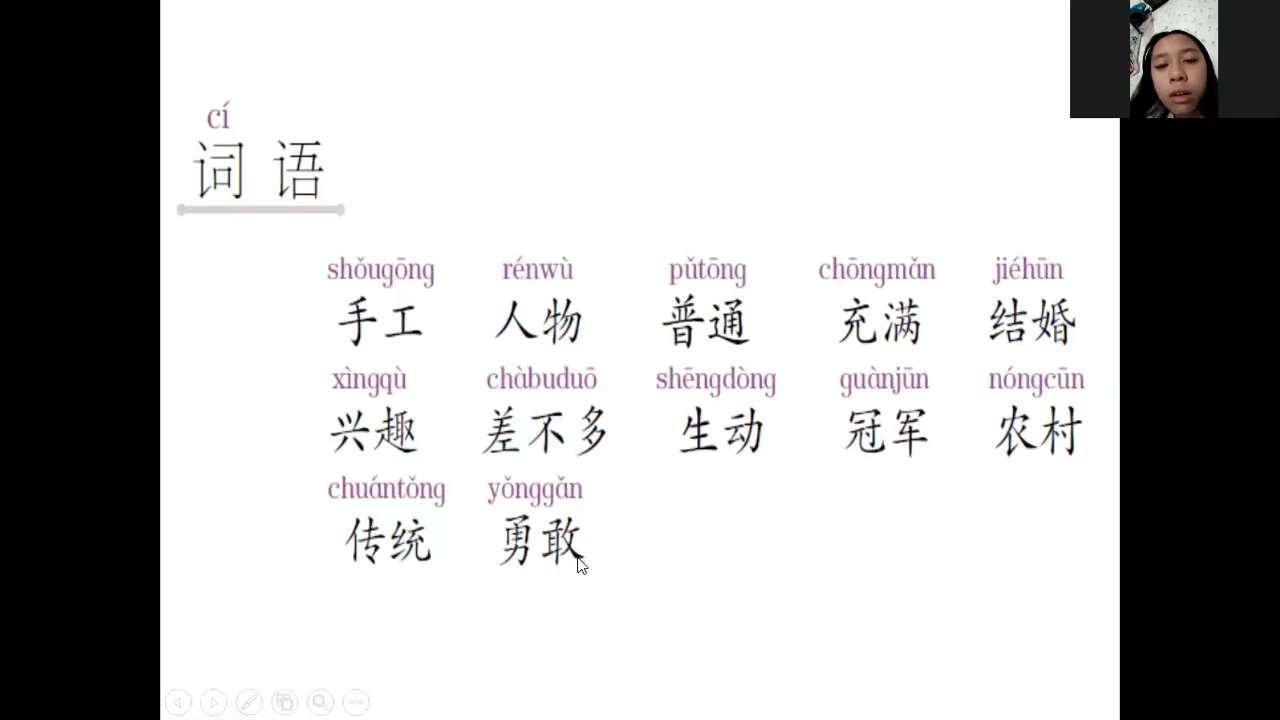 cí
词 语
shǒugōng rénwù pǔtōng chōngmǎn jiéhūn
手工 人物 普通 充满 结婚
xìngqù chàbuduō shēngdòng guànjūn nóngcūn
兴趣 差不多 生动 冠军 农村
chuántǒng yǒnggǎn
传统 勇敢